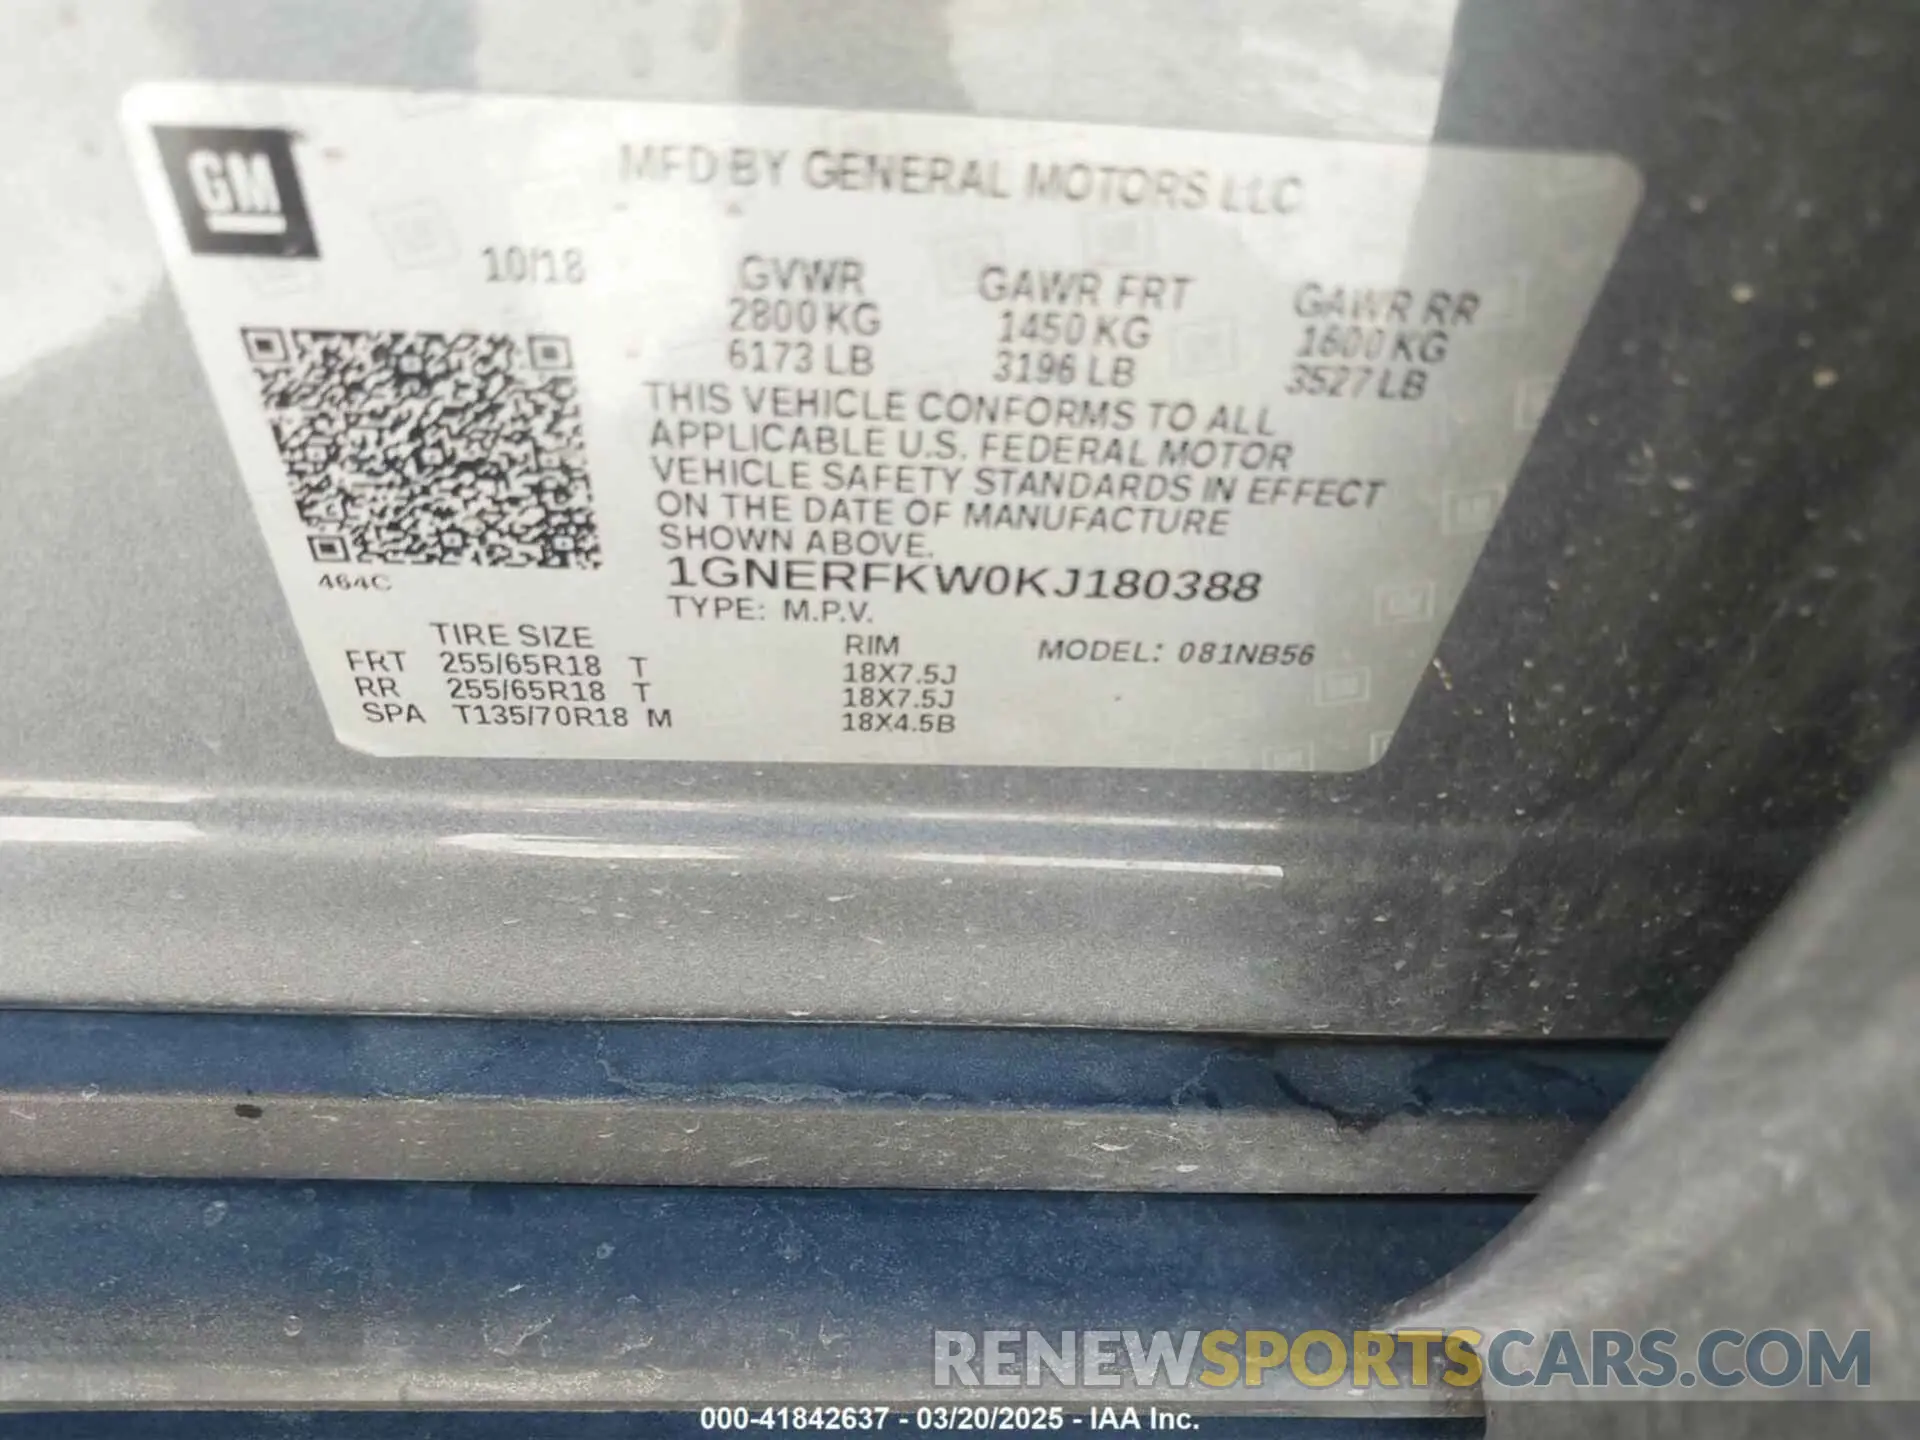 GM
MFD BY GENERAL MOTORS LLC
10/18
GVWR
2800 KG
6173 LB
GAWR FRT
1450 KG
3196 LB
GAWR RR
1600 KG
3527 LB
THIS VEHICLE CONFORMS TO ALL
APPLICABLE U.S. FEDERAL MOTOR
VEHICLE SAFETY STANDARDS IN EFFECT
ON THE DATE OF MANUFACTURE
SHOWN ABOVE.
464C
1GNERFKW0KJ180388
TYPE: M.P.V.
TIRE SIZE RIM MODEL: 081NB56
FRT 255/65R18 T 18X7.5J
RR 255/65R18 T 18X7.5J
SPA T135/70R18 M 18X4.5B
RENEWSPORTSCARS.COM
000-41842637 - 03/20/2025 - IAA Inc.